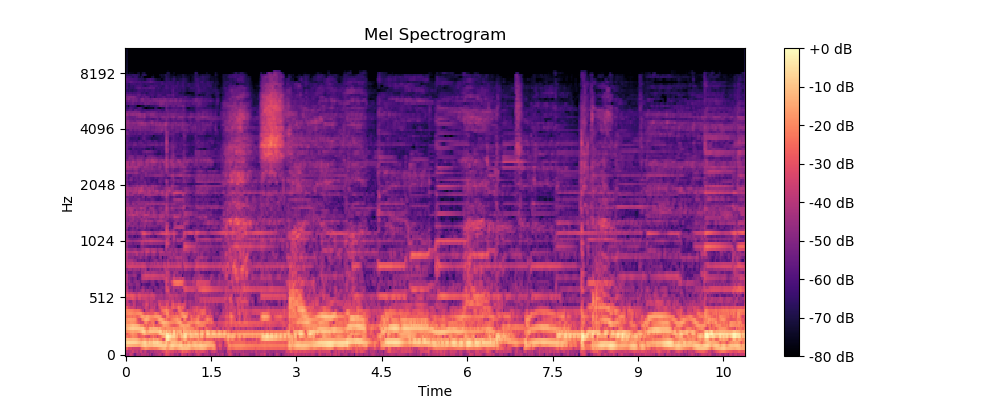 Mel Spectrogram
Hz
8192
4096
2048
1024
512
0
0 1.5 3 4.5 6 7.5 9 10
Time
+0 dB
-10 dB
-20 dB
-30 dB
-40 dB
-50 dB
-60 dB
-70 dB
-80 dB